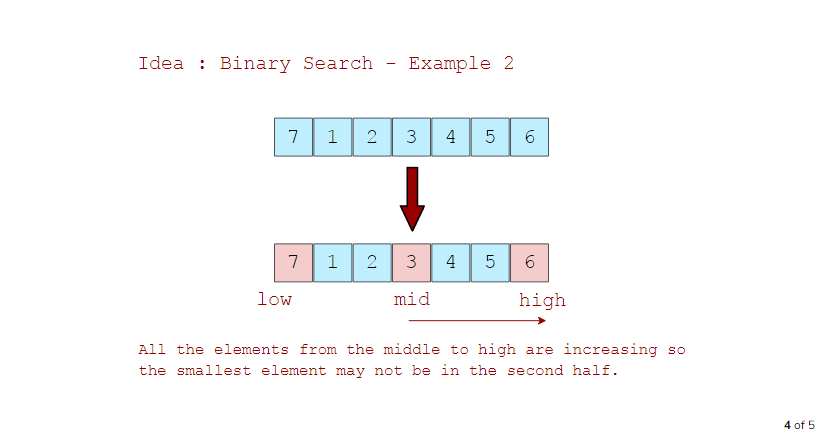 Idea : Binary Search - Example 2
7 1 2 3 4 5 6
7 1 2 3 4 5 6
low mid high
All the elements from the middle to high are increasing so
the smallest element may not be in the second half.
4 of 5